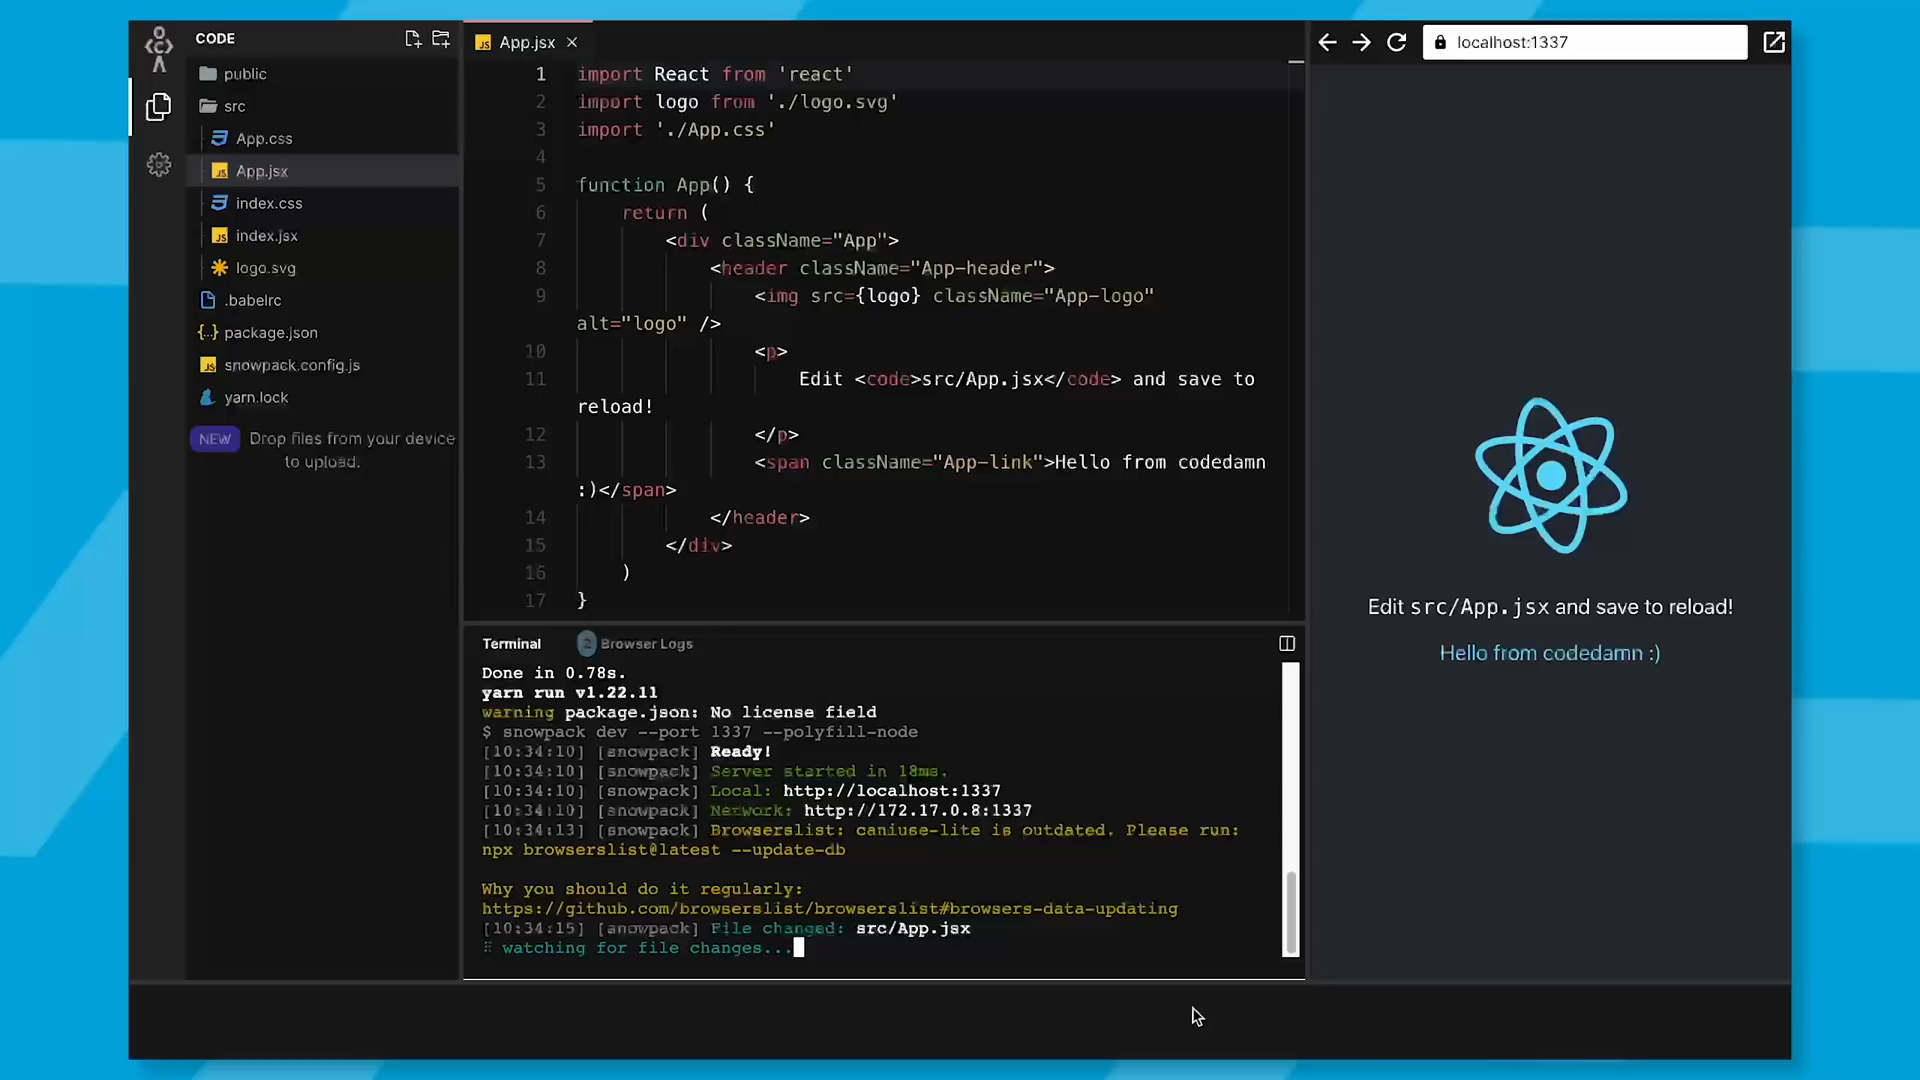 CODE
public
src
App.css
App.jsx
index.css
index.jsx
logo.svg
.babelrc
package.json
snowpack.config.js
yarn.lock
NEW Drop files from your device
to upload.
App.jsx
1 import React from 'react'
2 import logo from './logo.svg'
3 import './App.css'
4
5 function App() {
6 return (
7 <div className="App">
8 <header className="App-header">
9 <img src={logo} className="App-logo"
alt="logo" />
10 <p>
11 Edit <code>src/App.jsx</code> and save to
reload!
12 </p>
13 <span className="App-link">Hello from codedamn
:)</span>
14 </header>
15 </div>
16 )
17 }
Terminal 2 Browser Logs
Done in 0.78s.
yarn run v1.22.11
warning package.json: No license field
$ snowpack dev --port 1337 --polyfill-node
[10:34:10] [snowpack] Ready!
[10:34:10] [snowpack] Server started in 18ms.
[10:34:10] [snowpack] Local: http://localhost:1337
[10:34:10] [snowpack] Network: http://172.17.0.8:1337
[10:34:13] [snowpack] Browserslist: caniuse-lite is outdated. Please run:
npx browserslist@latest --update-db
Why you should do it regularly:
https://github.com/browserslist/browserslist#browsers-data-updating
[10:34:15] [snowpack] File changed: src/App.jsx
⠿ watching for file changes...
localhost:1337
Edit src/App.jsx and save to reload!
Hello from codedamn :)